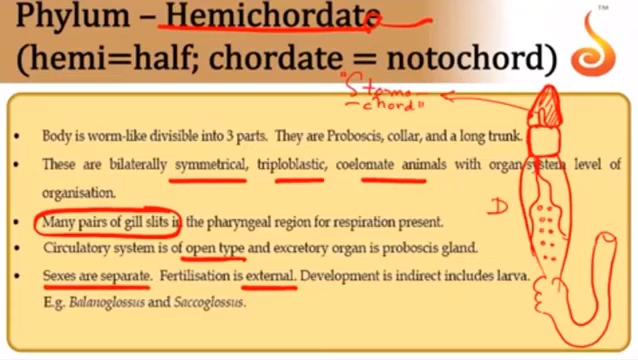 Phylum – Hemichordate
(hemi=half; chordate = notochord)
TM
"Stomo-
-chord"
• Body is worm-like divisible into 3 parts. They are Proboscis, collar, and a long trunk.
• These are bilaterally symmetrical, triploblastic, coelomate animals with organ-system level of
organisation.
• Many pairs of gill slits in the pharyngeal region for respiration present.
D
• Circulatory system is of open type and excretory organ is proboscis gland.
• Sexes are separate. Fertilisation is external. Development is indirect includes larva.
E.g. Balanoglossus and Saccoglossus.